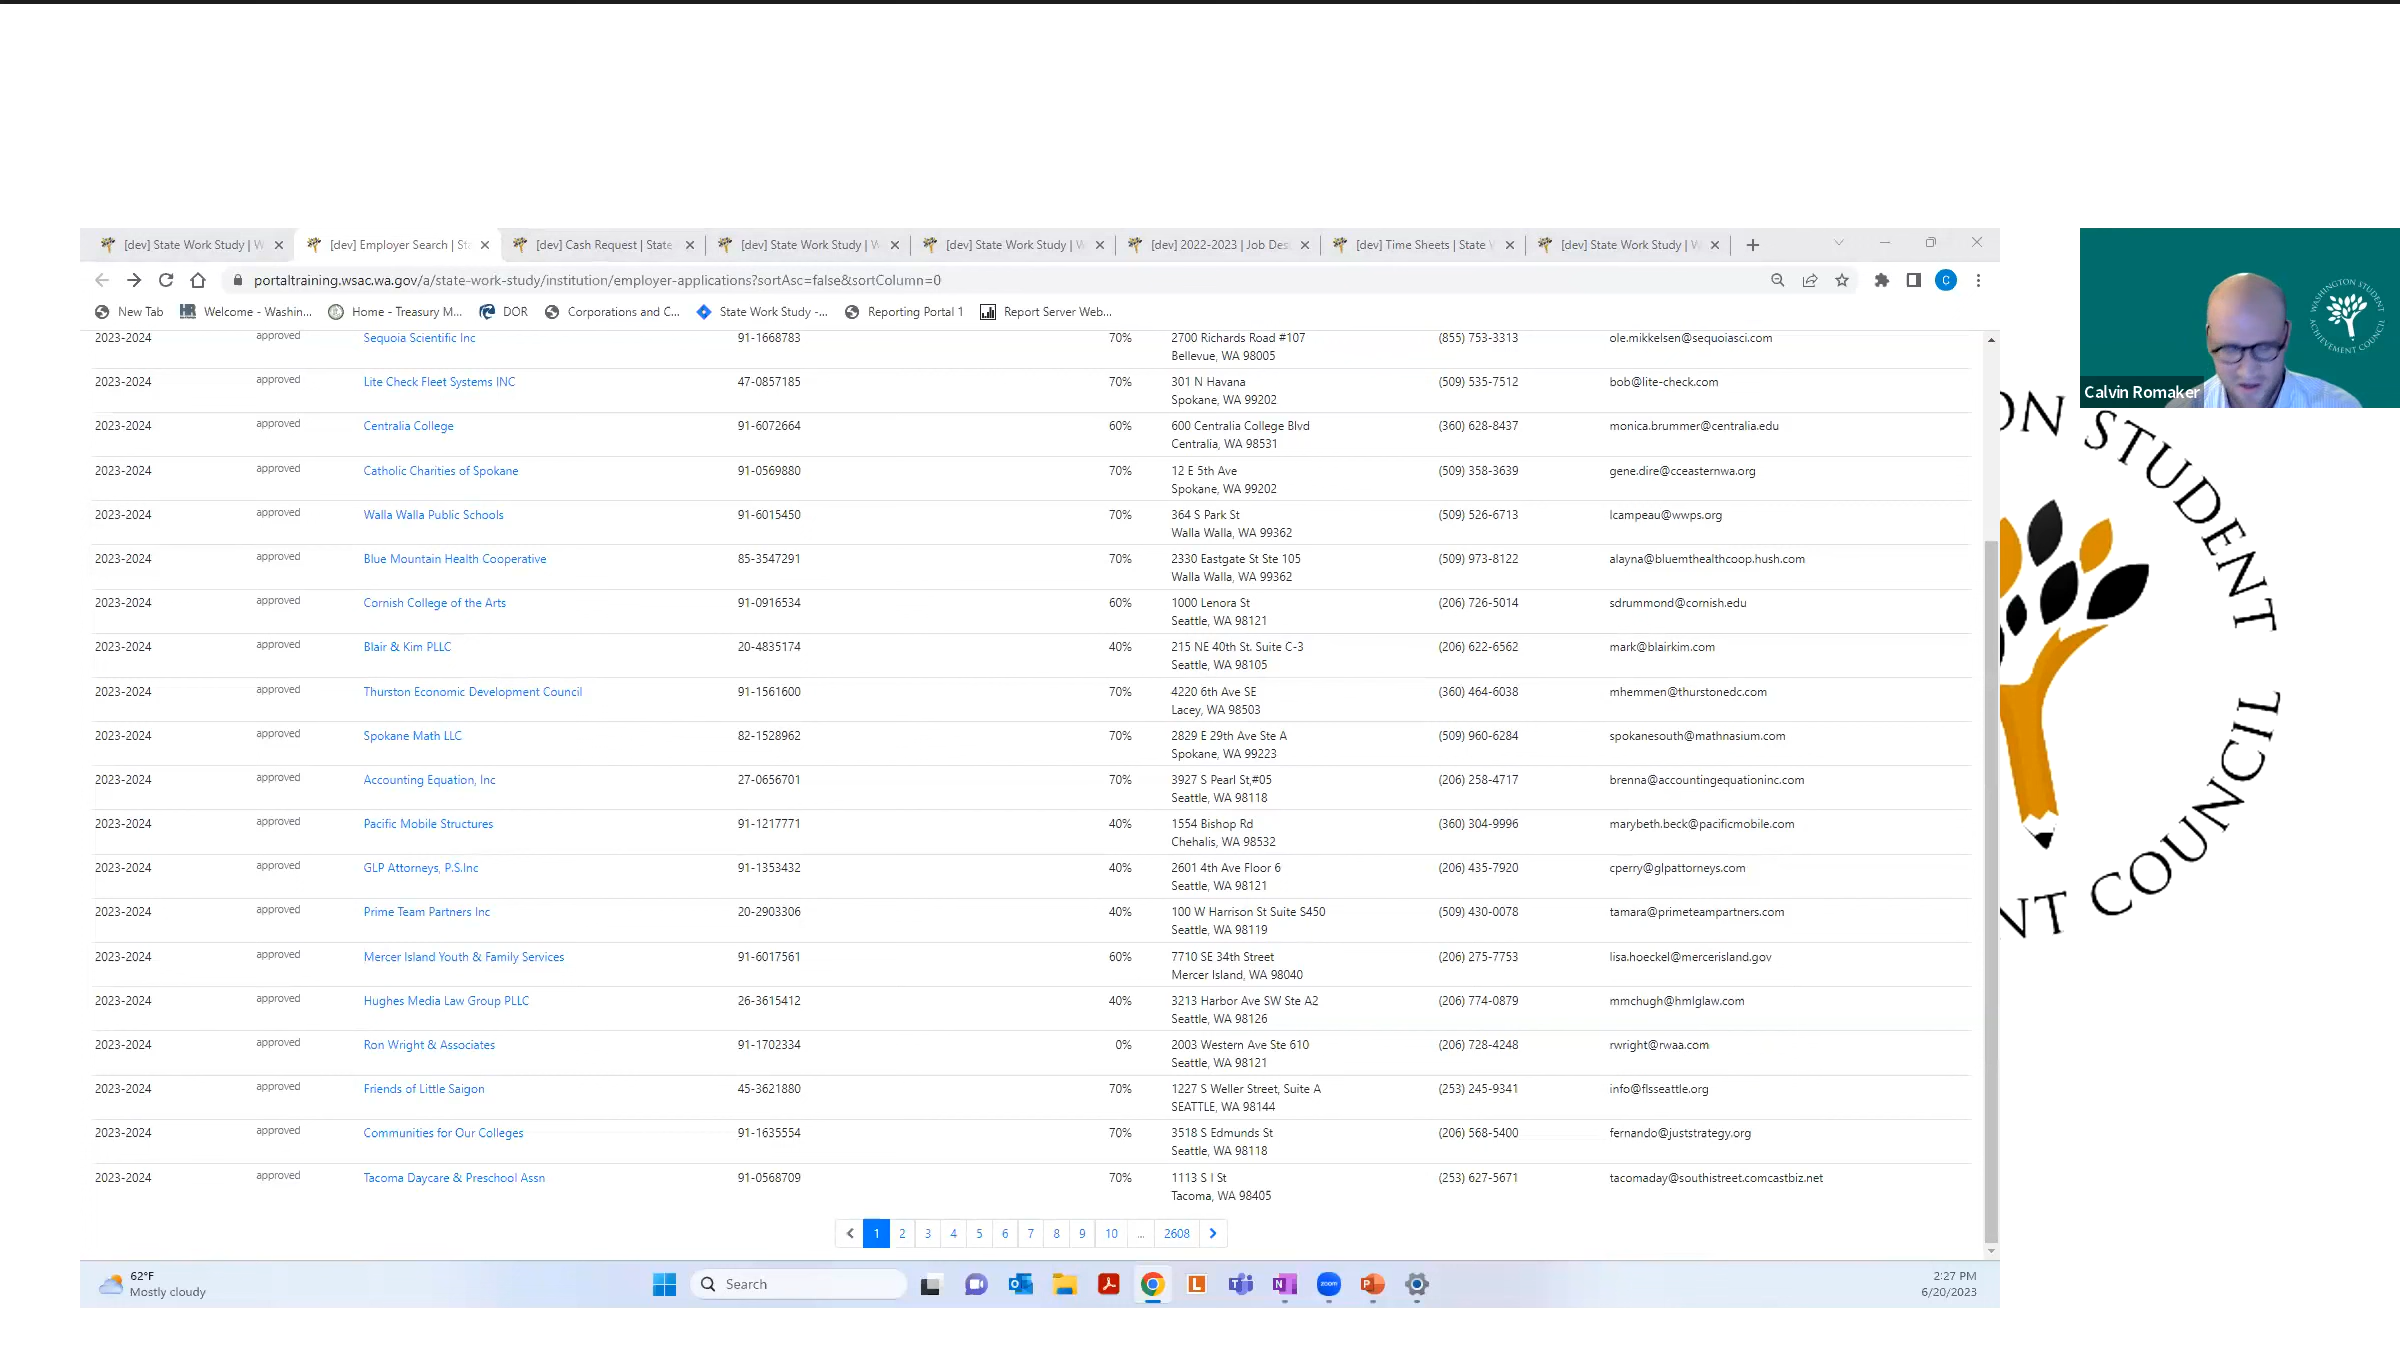 [dev] State Work Study | W
[dev] Employer Search | Sta
[dev] Cash Request | State
[dev] State Work Study | W
[dev] State Work Study | W
[dev] 2022-2023 | Job Des
[dev] Time Sheets | State W
[dev] State Work Study | W
portaltraining.wsac.wa.gov/a/state-work-study/institution/employer-applications?sortAsc=false&sortColumn=0
C
New Tab
Welcome - Washin...
Home - Treasury M...
DOR
Corporations and C...
State Work Study -...
Reporting Portal 1
Report Server Web...
2023-2024 approved Sequoia Scientific Inc 91-1668783 70% 2700 Richards Road #107 (855) 753-3313 ole.mikkelsen@sequoiasci.com
Bellevue, WA 98005
2023-2024 approved Lite Check Fleet Systems INC 47-0857185 70% 301 N Havana (509) 535-7512 bob@lite-check.com
Spokane, WA 99202
2023-2024 approved Centralia College 91-6072664 60% 600 Centralia College Blvd (360) 628-8437 monica.brummer@centralia.edu
Centralia, WA 98531
2023-2024 approved Catholic Charities of Spokane 91-0569880 70% 12 E 5th Ave (509) 358-3639 gene.dire@cceasternwa.org
Spokane, WA 99202
2023-2024 approved Walla Walla Public Schools 91-6015450 70% 364 S Park St (509) 526-6713 lcampeau@wwps.org
Walla Walla, WA 99362
2023-2024 approved Blue Mountain Health Cooperative 85-3547291 70% 2330 Eastgate St Ste 105 (509) 973-8122 alayna@bluemthealthcoop.hush.com
Walla Walla, WA 99362
2023-2024 approved Cornish College of the Arts 91-0916534 60% 1000 Lenora St (206) 726-5014 sdrummond@cornish.edu
Seattle, WA 98121
2023-2024 approved Blair & Kim PLLC 20-4835174 40% 215 NE 40th St. Suite C-3 (206) 622-6562 mark@blairkim.com
Seattle, WA 98105
2023-2024 approved Thurston Economic Development Council 91-1561600 70% 4220 6th Ave SE (360) 464-6038 mhemmen@thurstonedc.com
Lacey, WA 98503
2023-2024 approved Spokane Math LLC 82-1528962 70% 2829 E 29th Ave Ste A (509) 960-6284 spokanesouth@mathnasium.com
Spokane, WA 99223
2023-2024 approved Accounting Equation, Inc 27-0656701 70% 3927 S Pearl St,#05 (206) 258-4717 brenna@accountingequationinc.com
Seattle, WA 98118
2023-2024 approved Pacific Mobile Structures 91-1217771 40% 1554 Bishop Rd (360) 304-9996 marybeth.beck@pacificmobile.com
Chehalis, WA 98532
2023-2024 approved GLP Attorneys, P.S.Inc 91-1353432 40% 2601 4th Ave Floor 6 (206) 435-7920 cperry@glpattorneys.com
Seattle, WA 98121
2023-2024 approved Prime Team Partners Inc 20-2903306 40% 100 W Harrison St Suite S450 (509) 430-0078 tamara@primeteampartners.com
Seattle, WA 98119
2023-2024 approved Mercer Island Youth & Family Services 91-6017561 60% 7710 SE 34th Street (206) 275-7753 lisa.hoeckel@mercerisland.gov
Mercer Island, WA 98040
2023-2024 approved Hughes Media Law Group PLLC 26-3615412 40% 3213 Harbor Ave SW Ste A2 (206) 774-0879 mmchugh@hmlglaw.com
Seattle, WA 98126
2023-2024 approved Ron Wright & Associates 91-1702334 0% 2003 Western Ave Ste 610 (206) 728-4248 rwright@rwaa.com
Seattle, WA 98121
2023-2024 approved Friends of Little Saigon 45-3621880 70% 1227 S Weller Street, Suite A (253) 245-9341 info@flsseattle.org
SEATTLE, WA 98144
2023-2024 approved Communities for Our Colleges 91-1635554 70% 3518 S Edmunds St (206) 568-5400 fernando@juststrategy.org
Seattle, WA 98118
2023-2024 approved Tacoma Daycare & Preschool Assn 91-0568709 70% 1113 S I St (253) 627-5671 tacomaday@southistreet.comcastbiz.net
Tacoma, WA 98405
1 2 3 4 5 6 7 8 9 10 ... 2608
62°F
Mostly cloudy
Search
zoom
2:27 PM
6/20/2023
WASHINGTON STUDENT
ACHIEVEMENT COUNCIL
Calvin Romaker
ON STUDENT
NT COUNCIL